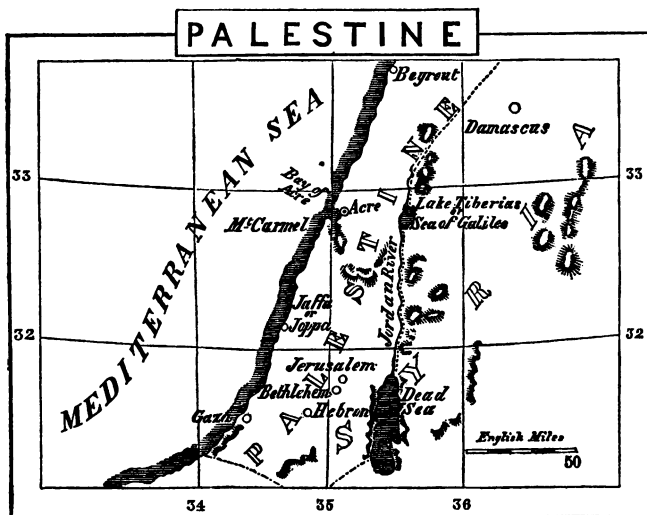 PALESTINE
MEDITERRANEAN SEA
Beyrout
Damascus
33
33
Bay of
Acre
Acre
Mt. Carmel
Lake Tiberias
or
Sea of Galilee
Jordan River
PALESTINE
SYRIA
Jaffa
or
Joppa
32
32
Jerusalem
Bethlehem
Hebron
Gaza
Dead
Sea
English Miles
50
34
35
36